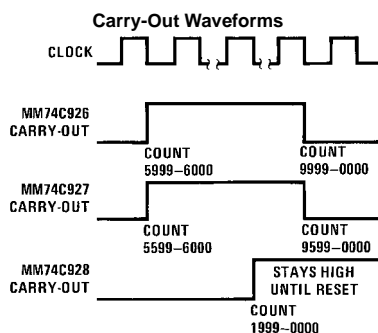 Carry-Out Waveforms
CLOCK
MM74C926
CARRY-OUT
COUNT
5999–6000
COUNT
9999–0000
MM74C927
CARRY-OUT
COUNT
5599–6000
COUNT
9599–0000
MM74C928
CARRY-OUT
STAYS HIGH
UNTIL RESET
COUNT
1999–0000